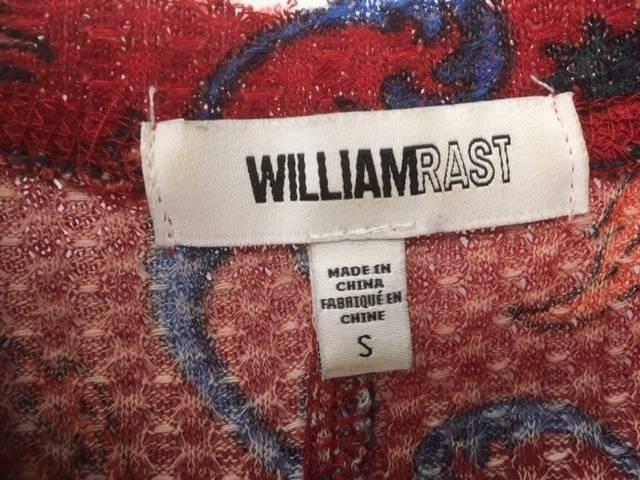 WILLIAMRAST
MADE IN
CHINA
FABRIQUÉ EN
CHINE
S